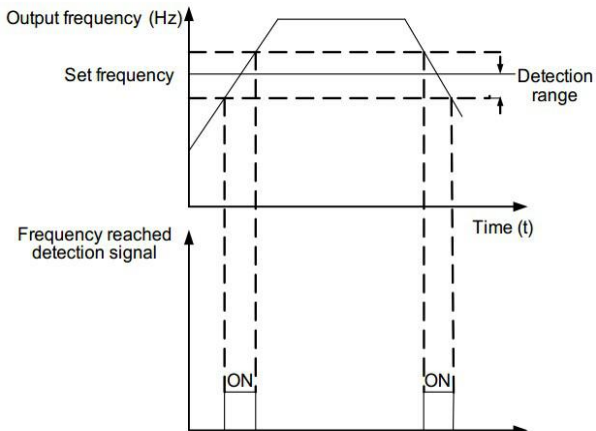 Output frequency (Hz)
Set frequency
Detection
range
Time (t)
Frequency reached
detection signal
ON
ON